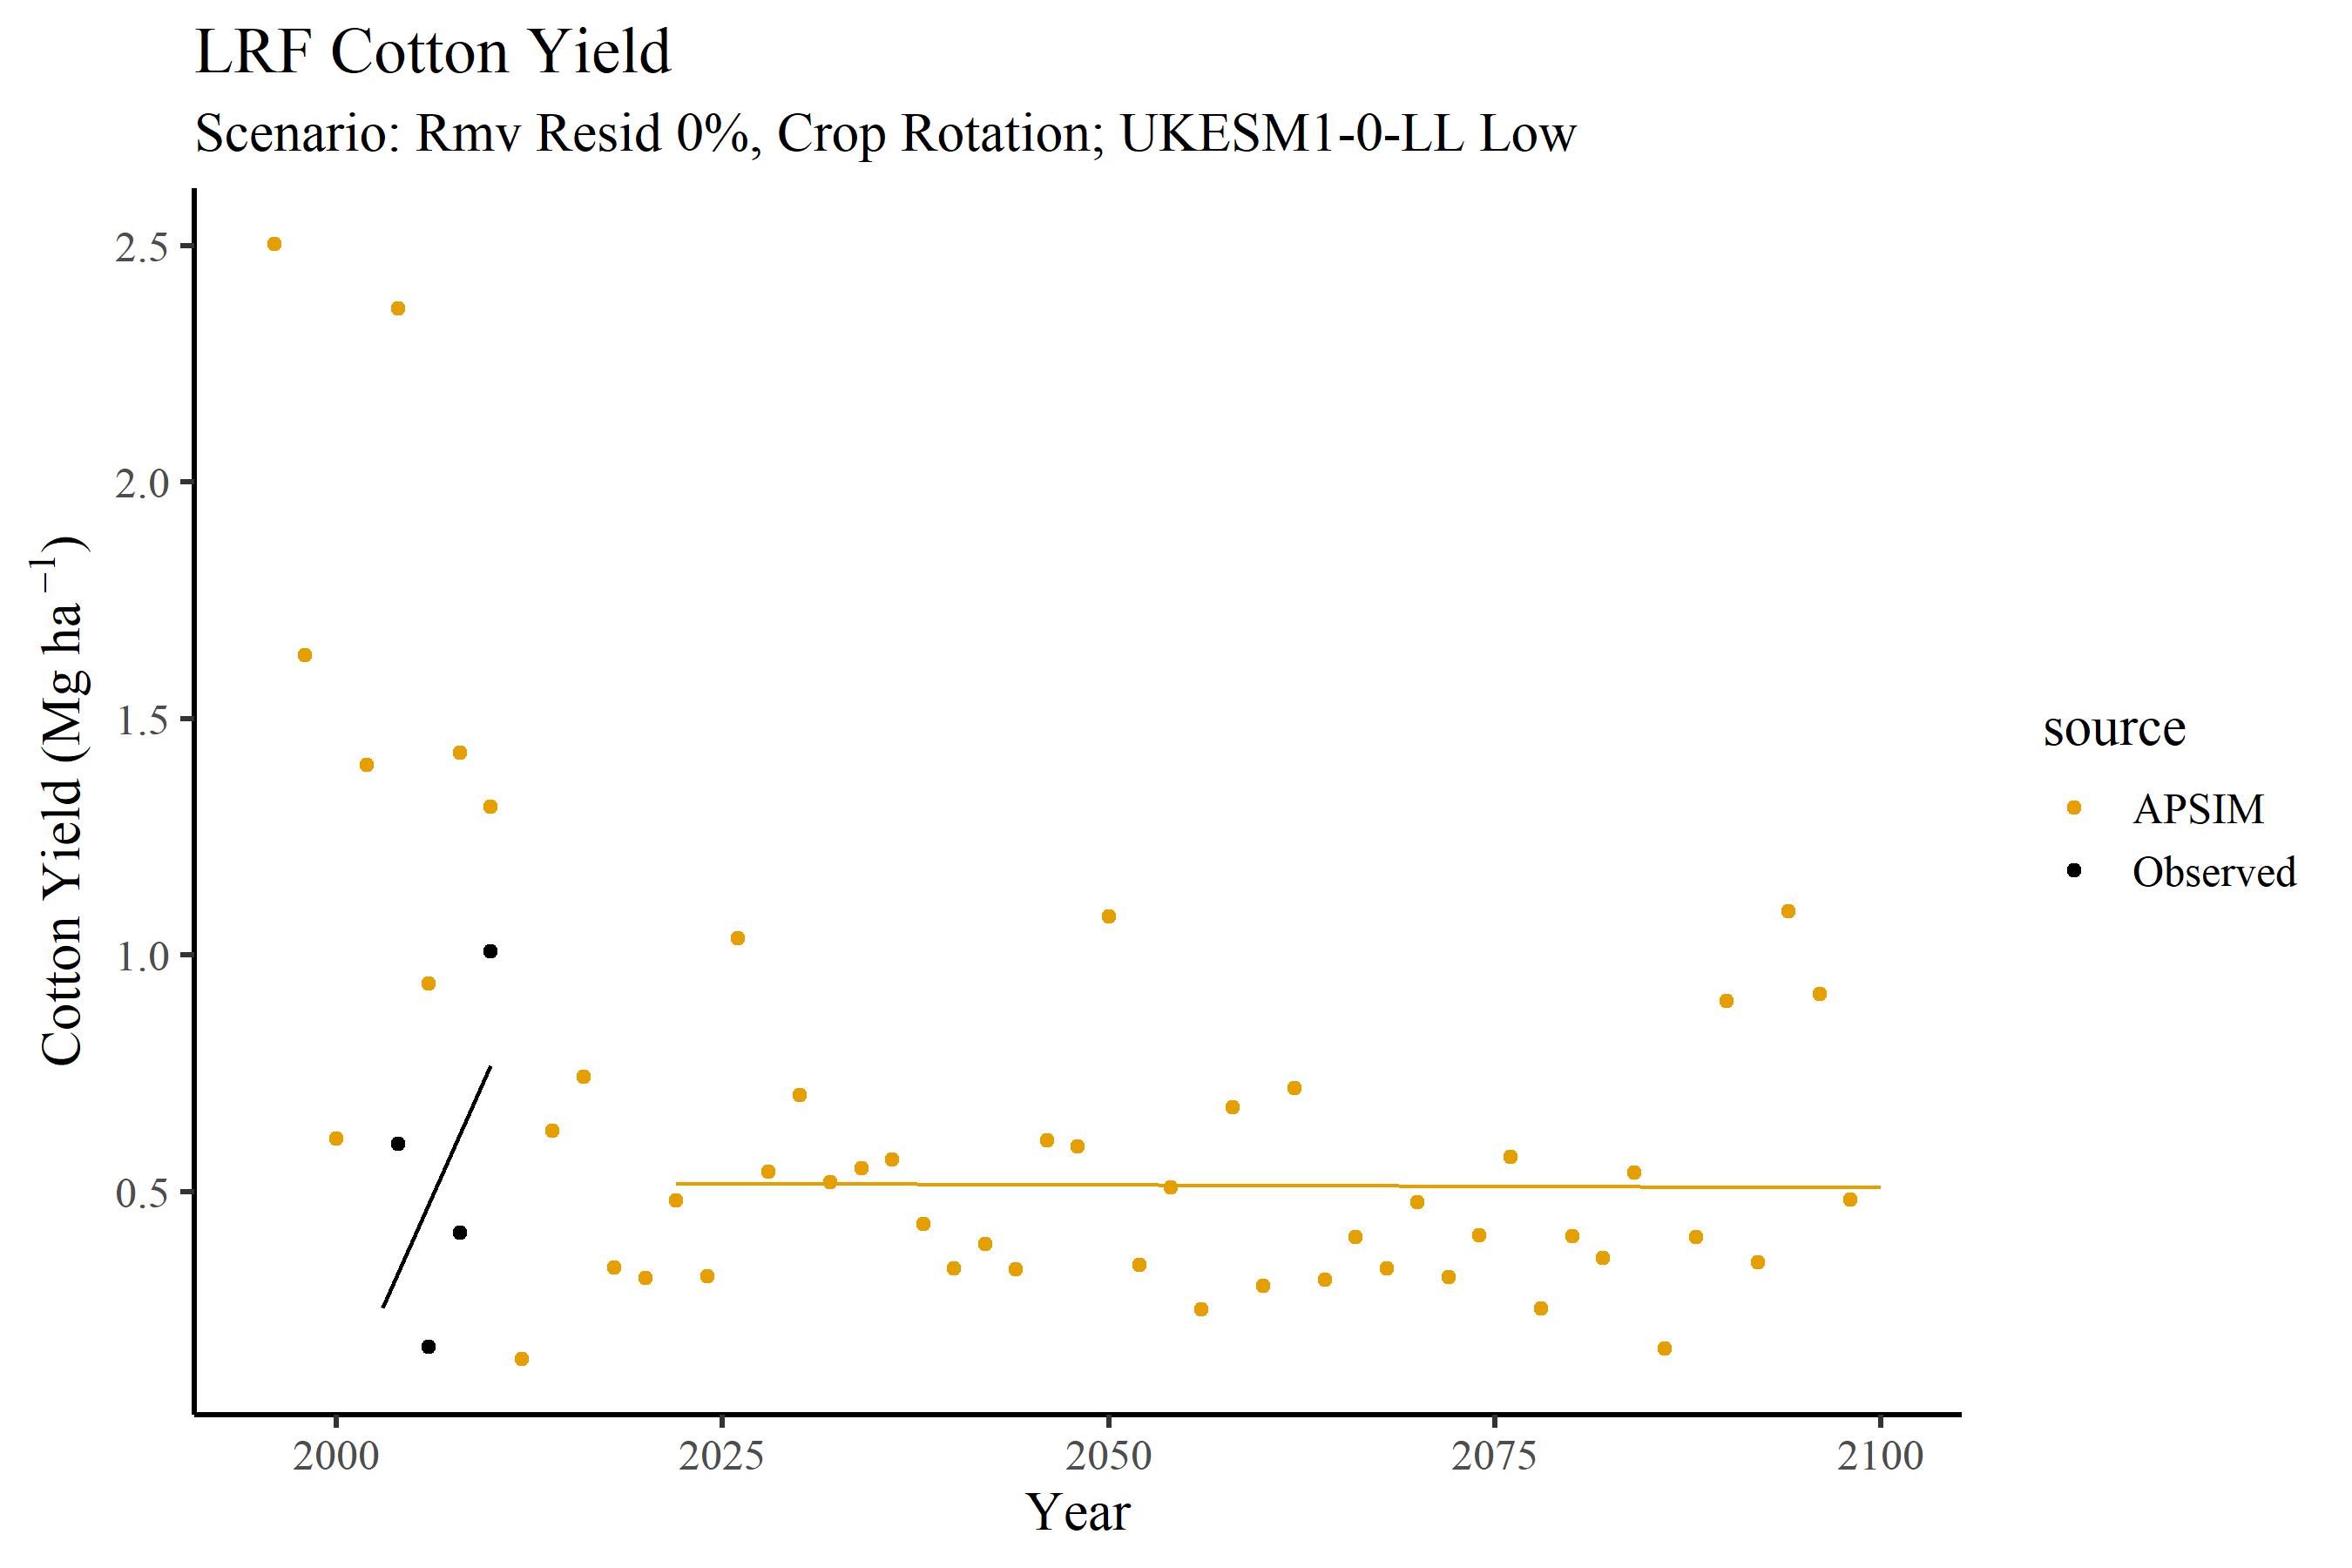 LRF Cotton Yield
Scenario: Rmv Resid 0%, Crop Rotation; UKESM1-0-LL Low
Cotton Yield (Mg ha⁻¹)
2.5
2.0
1.5
1.0
0.5
2000 2025 2050 2075 2100
Year
source
APSIM
Observed